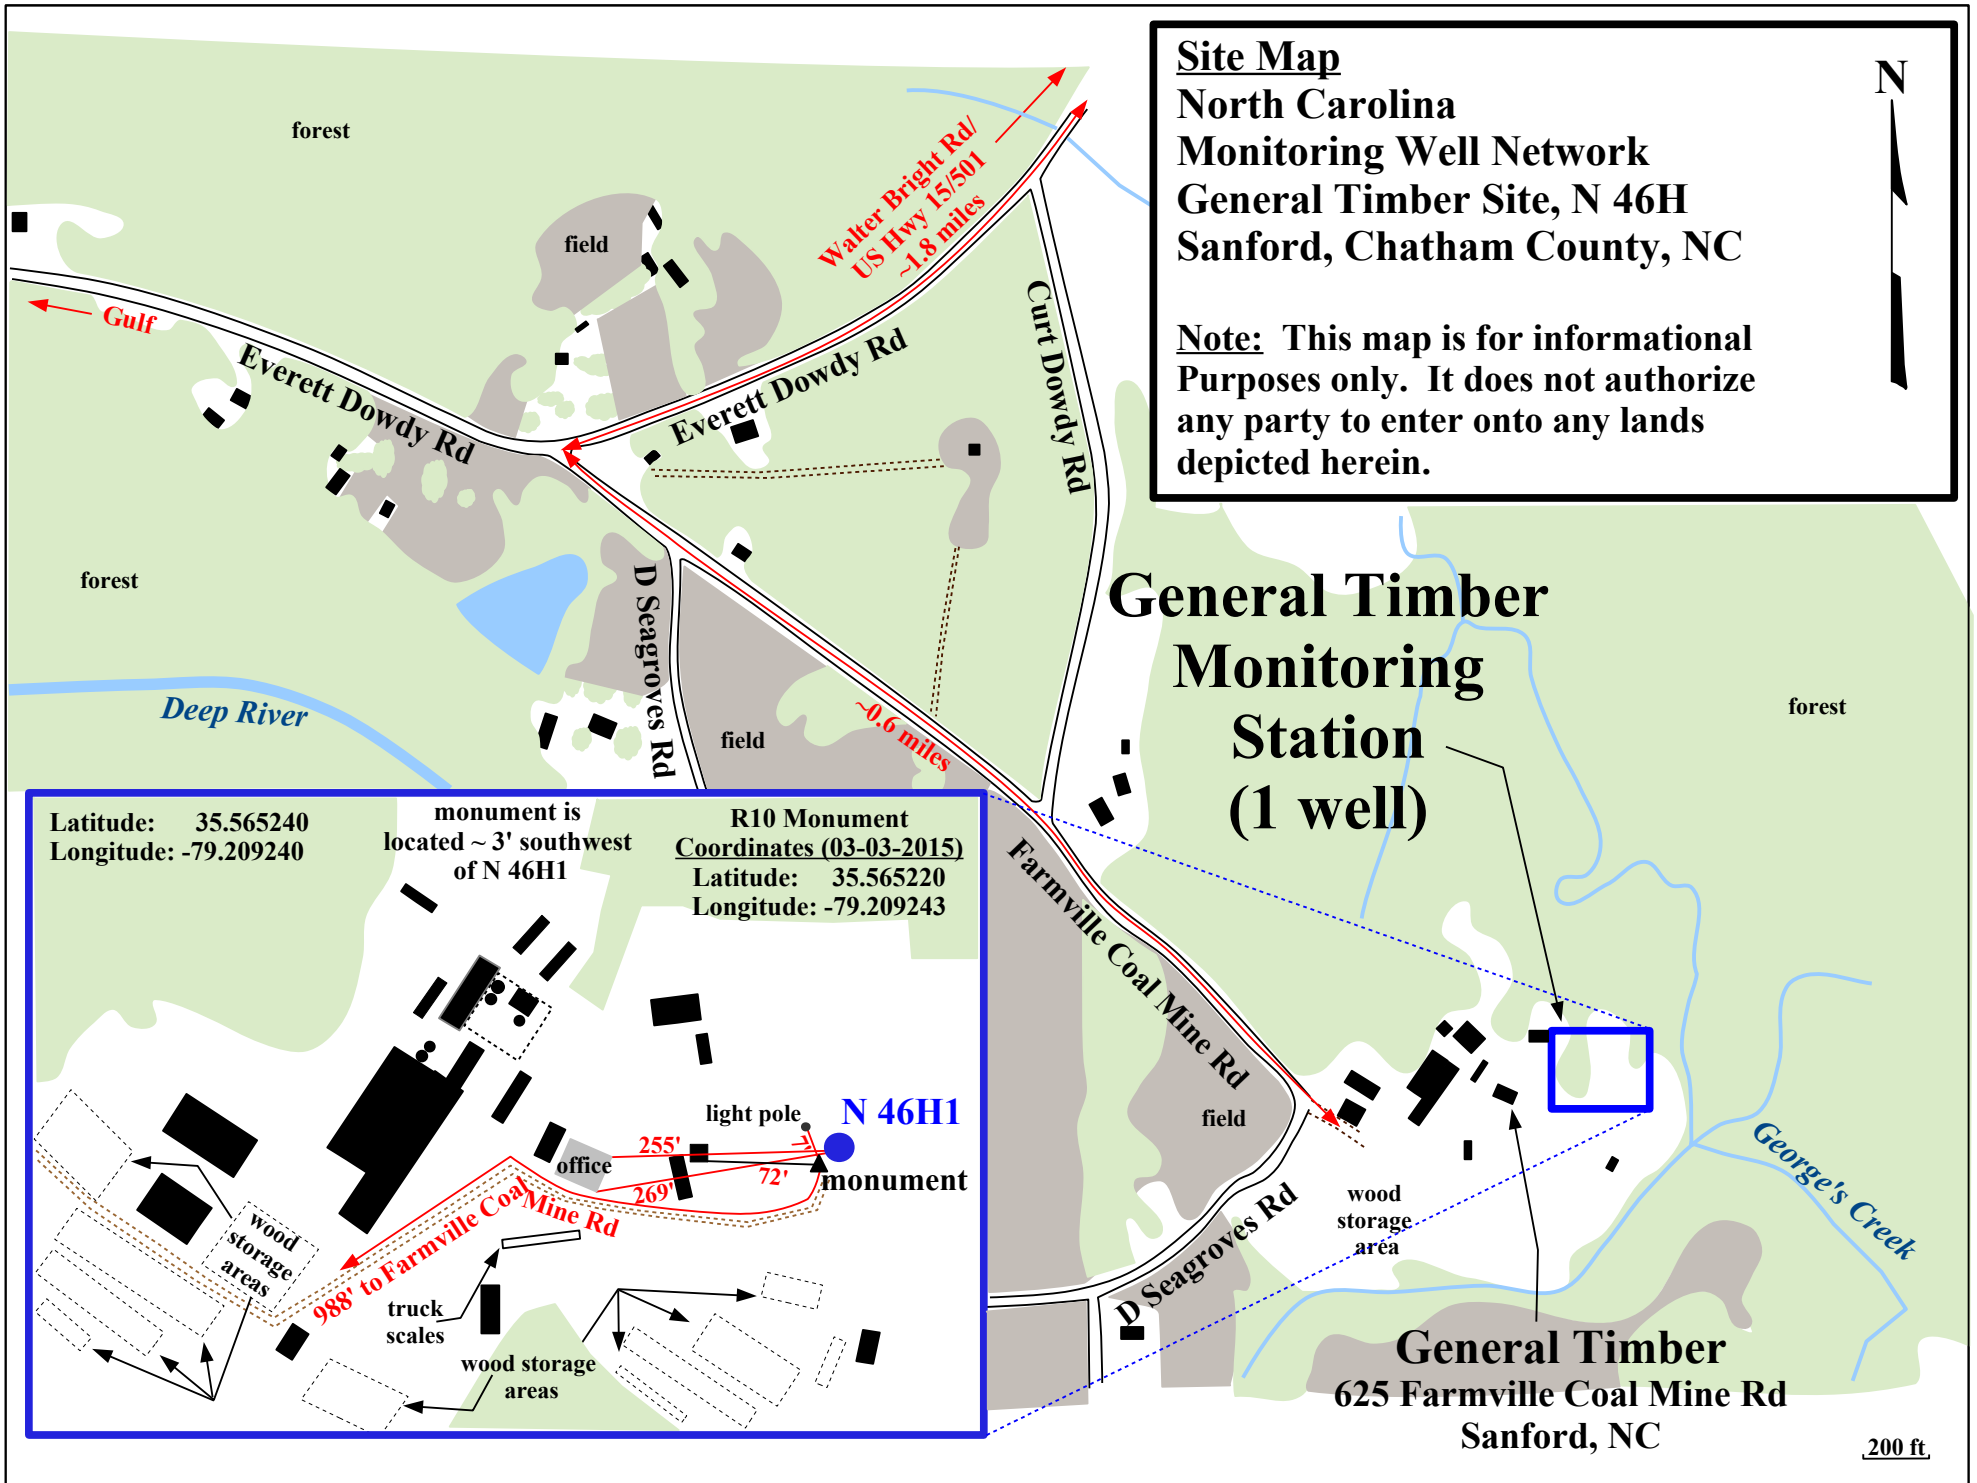 Site Map
North Carolina
Monitoring Well Network
General Timber Site, N 46H
Sanford, Chatham County, NC
Note: This map is for informational
Purposes only. It does not authorize
any party to enter onto any lands
depicted herein.
N
forest
field
Walter Bright Rd/
US Hwy 15/501
~1.8 miles
Gulf
Everett Dowdy Rd
Everett Dowdy Rd
Curt Dowdy Rd
forest
D Seagroves Rd
Deep River
field
~0.6 miles
General Timber
Monitoring
Station
(1 well)
forest
Farmville Coal Mine Rd
field
D Seagroves Rd
wood
storage
area
George's Creek
General Timber
625 Farmville Coal Mine Rd
Sanford, NC
200 ft
Latitude: 35.565240
Longitude: -79.209240
monument is
located ~ 3' southwest
of N 46H1
R10 Monument
Coordinates (03-03-2015)
Latitude: 35.565220
Longitude: -79.209243
light pole
N 46H1
7'
255'
office
269'
72'
monument
988' to Farmville Coal Mine Rd
wood
storage
areas
truck
scales
wood storage
areas